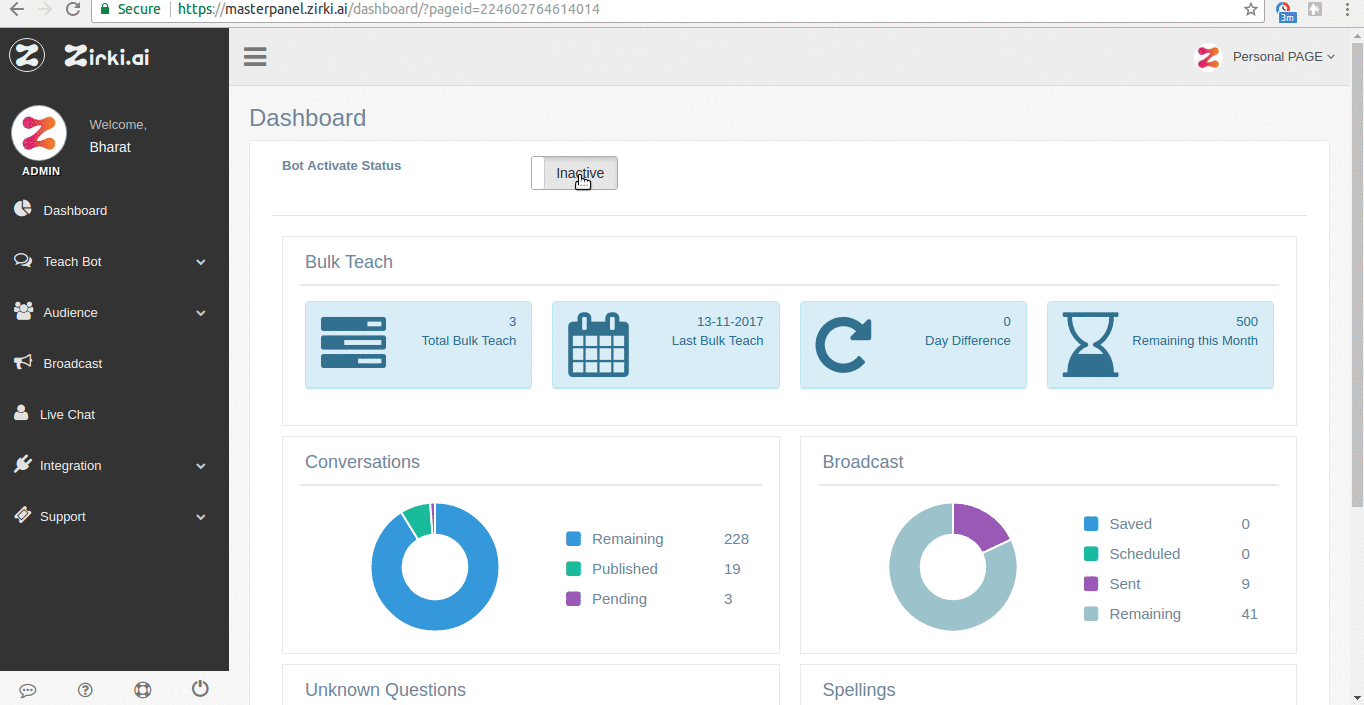 Secure
https://masterpanel.zirki.ai/dashboard/?pageid=224602764614014
3m
Zirki.ai
Personal PAGE
Welcome,
Bharat
ADMIN
Dashboard
Teach Bot
Audience
Broadcast
Live Chat
Integration
Support
Dashboard
Bot Activate Status
Inactive
Bulk Teach
3
Total Bulk Teach
13-11-2017
Last Bulk Teach
0
Day Difference
500
Remaining this Month
Conversations
Remaining 228
Published 19
Pending 3
Broadcast
Saved 0
Scheduled 0
Sent 9
Remaining 41
Unknown Questions
Spellings